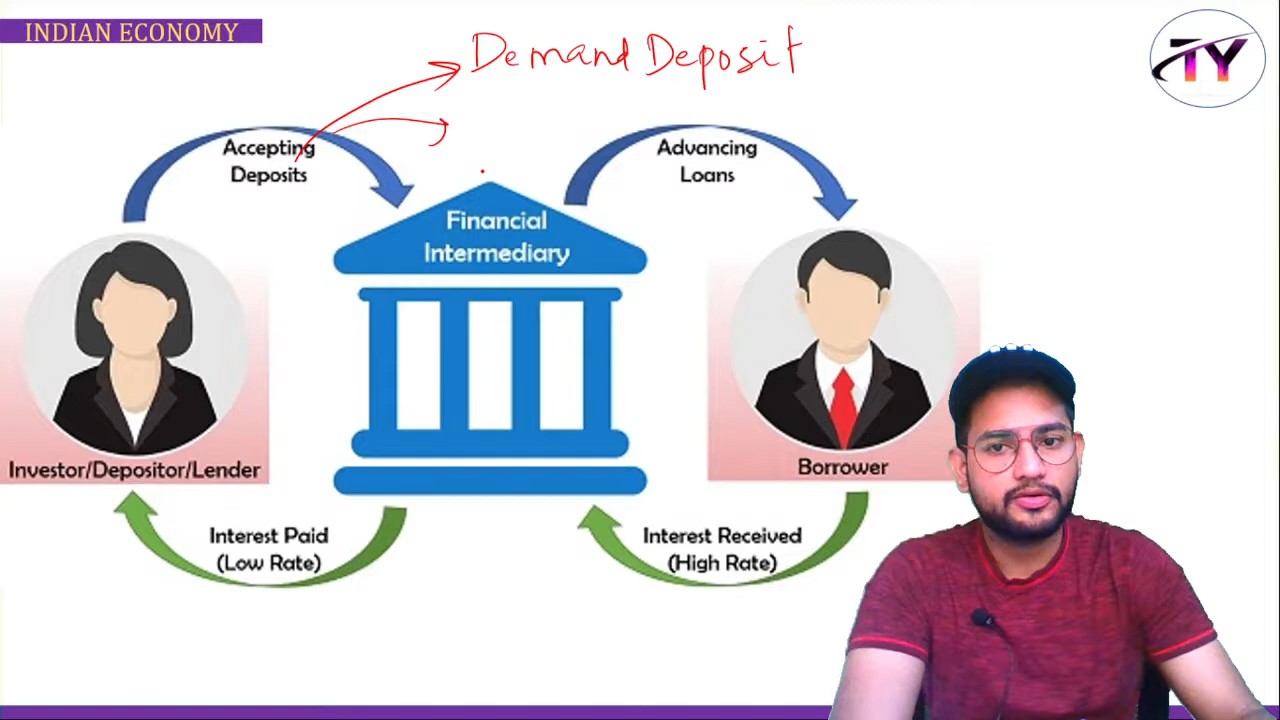 INDIAN ECONOMY
Demand Deposit
TY
Accepting
Deposits
Advancing
Loans
Financial
Intermediary
Investor/Depositor/Lender
Borrower
Interest Paid
(Low Rate)
Interest Received
(High Rate)